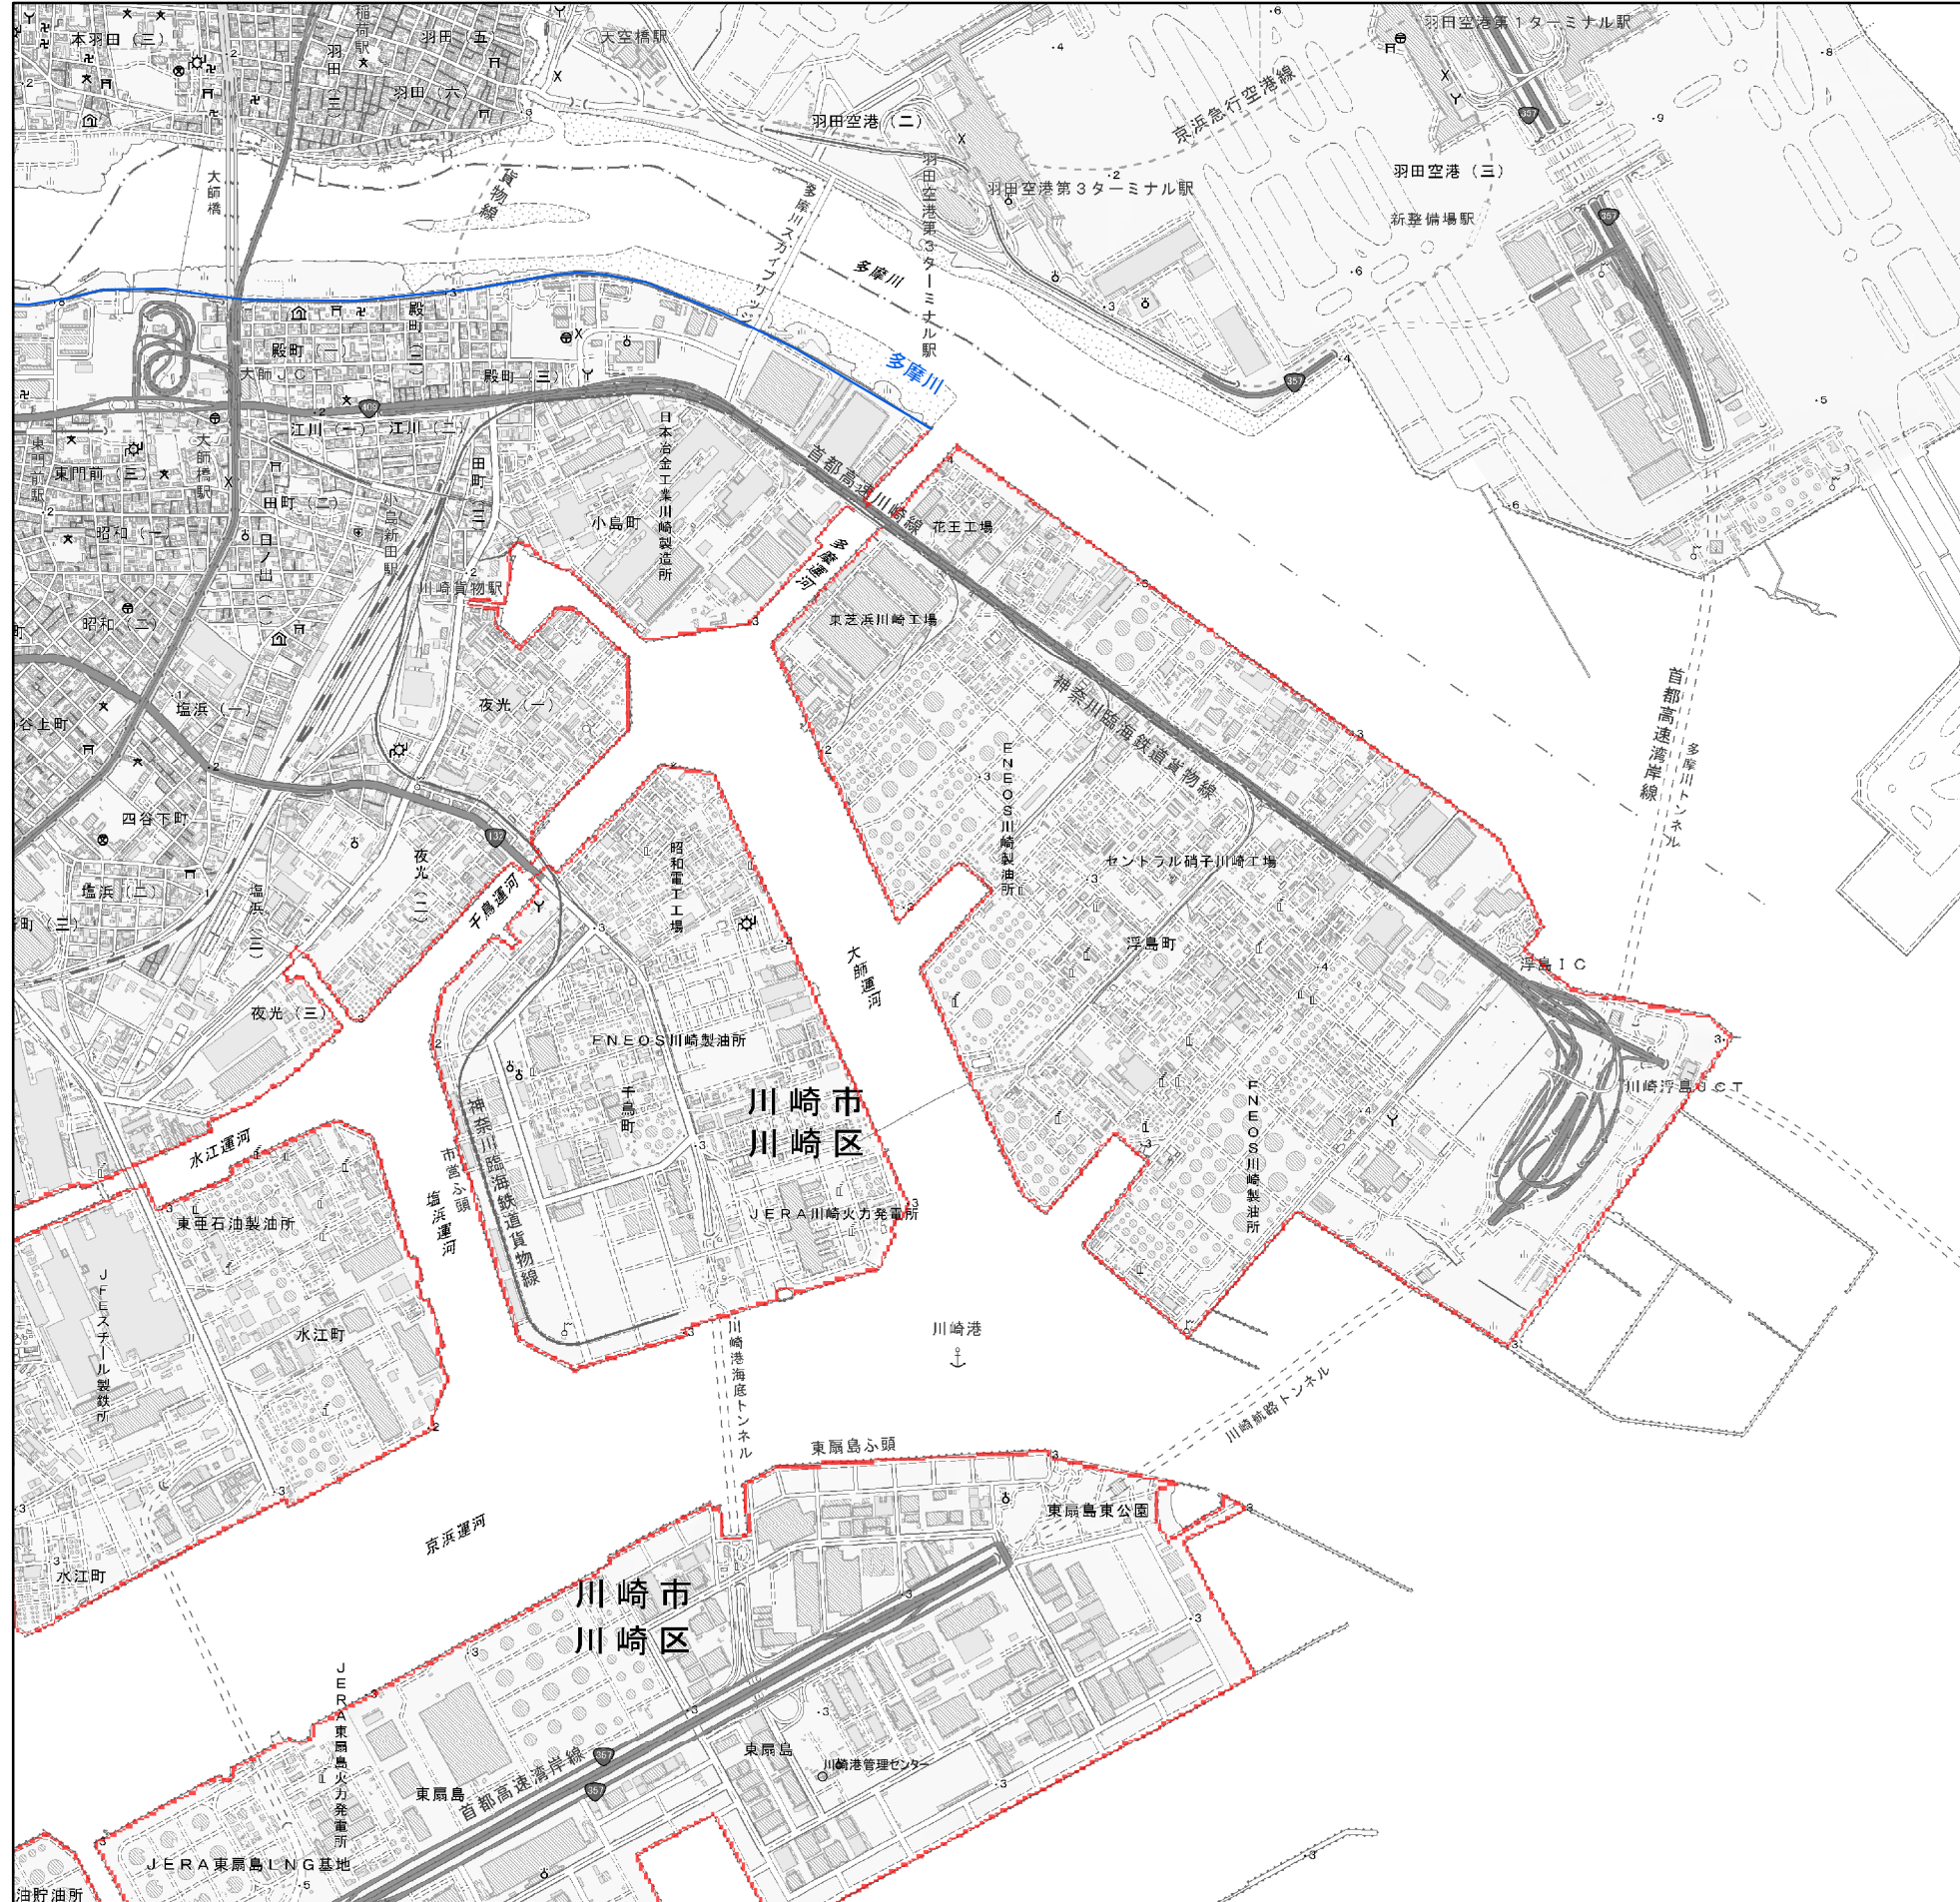 本羽田（三）
羽田（五）
羽田（三）
羽田（六）
天空橋駅
羽田空港第１ターミナル駅
京浜急行空港線
羽田空港（二）
羽田空港（三）
羽田空港第３ターミナル駅
羽田空港第３ターミナル駅
新整備場駅
大師橋
貨物線
多摩川スカイブリッジ
多摩川
多摩川
357
357
357
殿町（一）
殿町（二）
殿町（三）
大師ＪＣＴ
409
江川（一）
江川（二）
東門前駅
東門前（三）
大師橋駅
田町（二）
田町（三）
小島新田駅
昭和（一）
昭和（二）
日ノ出（一）
日本冶金工業川崎製造所
小島町
首都高速川崎線
花王工場
多摩運河
川崎貨物駅
東芝浜川崎工場
夜光（一）
塩浜（一）
谷上町
四谷下町
塩浜（二）
塩浜（三）
町（三）
132
夜光（二）
千鳥運河
夜光（三）
昭和電工工場
大師運河
ＥＮＥＯＳ川崎製油所
神奈川臨海鉄道貨物線
セントラル硝子川崎工場
浮島町
首都高速湾岸線
多摩川トンネル
浮島ＩＣ
川崎浮島ＪＣＴ
ＥＮＥＯＳ川崎製油所
ＥＮＥＯＳ川崎製油所
千鳥町
川崎市
川崎区
神奈川臨海鉄道貨物線
市営ふ頭
塩浜運河
水江運河
東亜石油製油所
ＪＦＥスチール製鉄所
水江町
ＪＥＲＡ川崎火力発電所
川崎港
川崎港海底トンネル
川崎航路トンネル
東扇島ふ頭
東扇島東公園
京浜運河
水江町
川崎市
川崎区
ＪＥＲＡ東扇島火力発電所
東扇島
首都高速湾岸線
357
357
東扇島
川崎港管理センター
ＪＥＲＡ東扇島ＬＮＧ基地
油貯油所